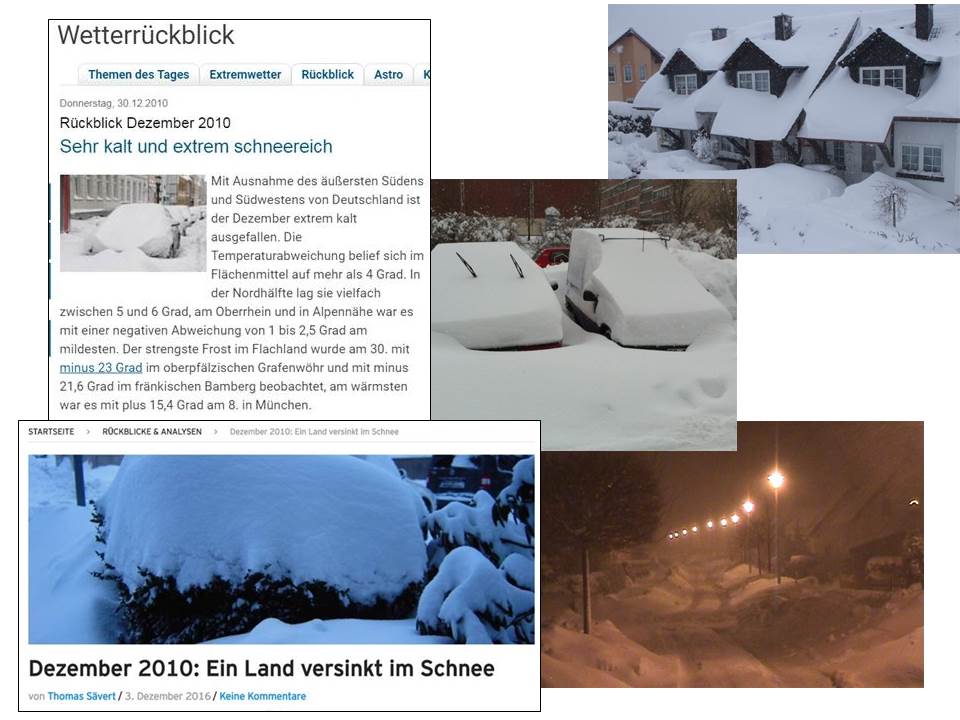 Wetterrückblick
Themen des Tages Extremwetter Rückblick Astro K
Donnerstag, 30.12.2010
Rückblick Dezember 2010
Sehr kalt und extrem schneereich
Mit Ausnahme des äußersten Südens
und Südwestens von Deutschland ist
der Dezember extrem kalt
ausgefallen. Die
Temperaturabweichung belief sich im
Flächenmittel auf mehr als 4 Grad. In
der Nordhälfte lag sie vielfach
zwischen 5 und 6 Grad, am Oberrhein und in Alpennähe war es
mit einer negativen Abweichung von 1 bis 2,5 Grad am
mildesten. Der strengste Frost im Flachland wurde am 30. mit
minus 23 Grad im oberpfälzischen Grafenwöhr und mit minus
21,6 Grad im fränkischen Bamberg beobachtet, am wärmsten
war es mit plus 15,4 Grad am 8. in München.
STARTSEITE > RÜCKBLICKE & ANALYSEN > Dezember 2010: Ein Land versinkt im Schnee
Dezember 2010: Ein Land versinkt im Schnee
von Thomas Sävert / 3. Dezember 2016 / Keine Kommentare